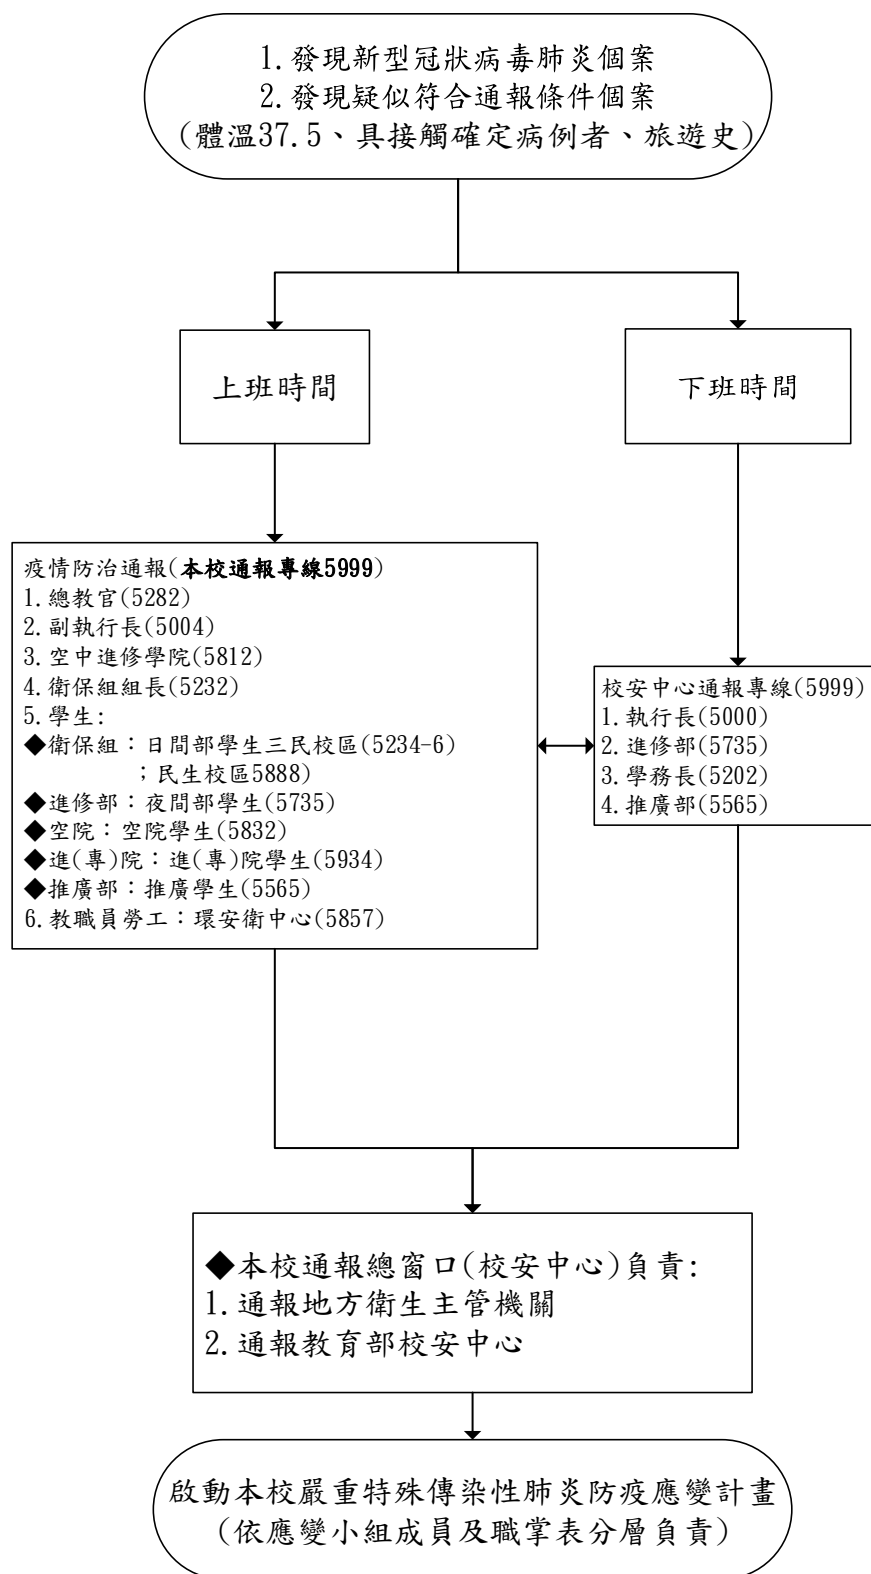 1.發現新型冠狀病毒肺炎個案
2.發現疑似符合通報條件個案
(體溫37.5、具接觸確定病例者、旅遊史)
上班時間
下班時間
疫情防治通報(本校通報專線5999)
1.總教官(5282)
2.副執行長(5004)
3.空中進修學院(5812)
4.衛保組組長(5232)
5.學生:
◆衛保組：日間部學生三民校區(5234-6)
；民生校區5888)
◆進修部：夜間部學生(5735)
◆空院：空院學生(5832)
◆進(專)院：進(專)院學生(5934)
◆推廣部：推廣學生(5565)
6.教職員勞工：環安衛中心(5857)
校安中心通報專線(5999)
1.執行長(5000)
2.進修部(5735)
3.學務長(5202)
4.推廣部(5565)
◆本校通報總窗口(校安中心)負責:
1.通報地方衛生主管機關
2.通報教育部校安中心
啟動本校嚴重特殊傳染性肺炎防疫應變計畫
(依應變小組成員及職掌表分層負責)